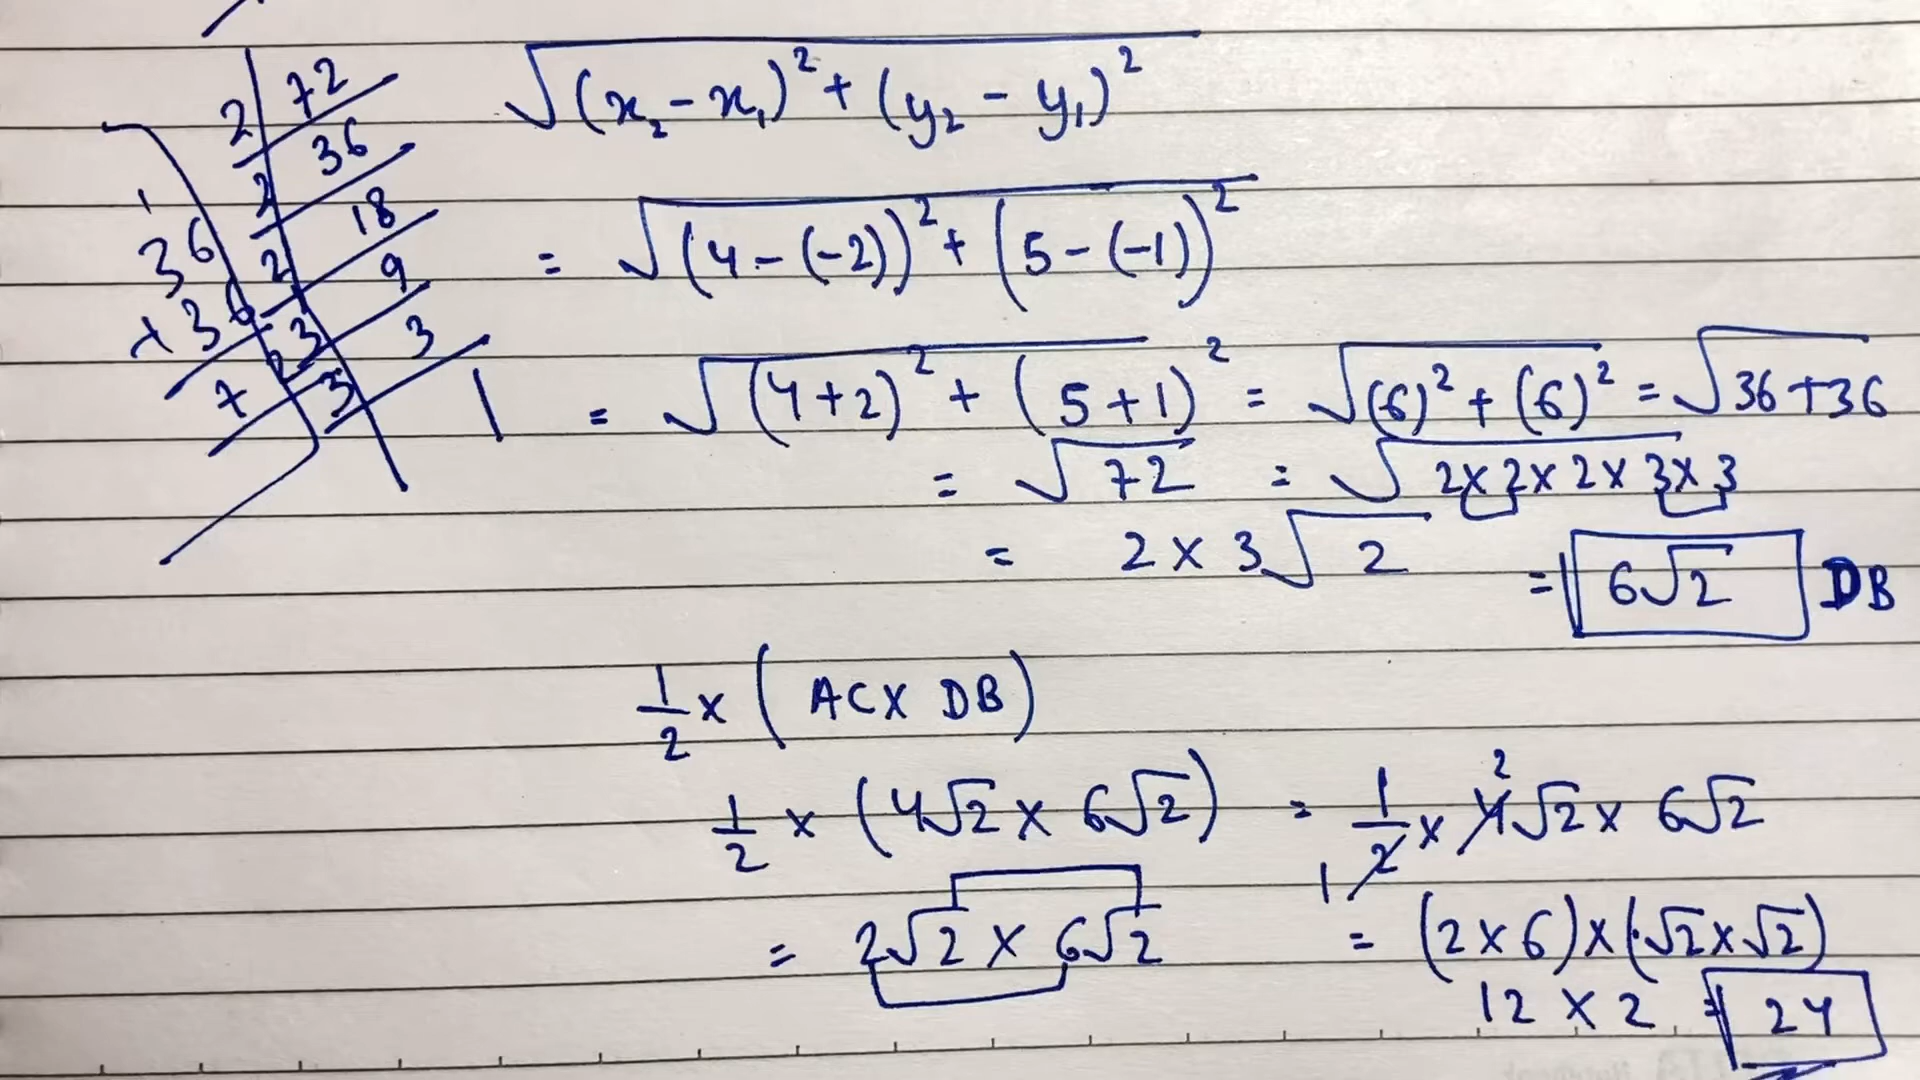 √(x₂ - x₁)² + (y₂ - y₁)²
= √(4 - (-2))² + (5 - (-1))²
= √(4+2)² + (5+1)² = √(6)² + (6)² = √36+36
= √72 = √2×2×2×3×3
= 2×3√2 = 6√2 DB
1/2 × (AC× DB)
1/2 × (4√2 × 6√2) = 1/2 × 4√2 × 6√2
1 2
= 2√2 × 6√2 = (2×6)×(√2×√2)
12 × 2 = 24
2 72
2 36
2 18
3 9
3 3
1
1
36
+36
72